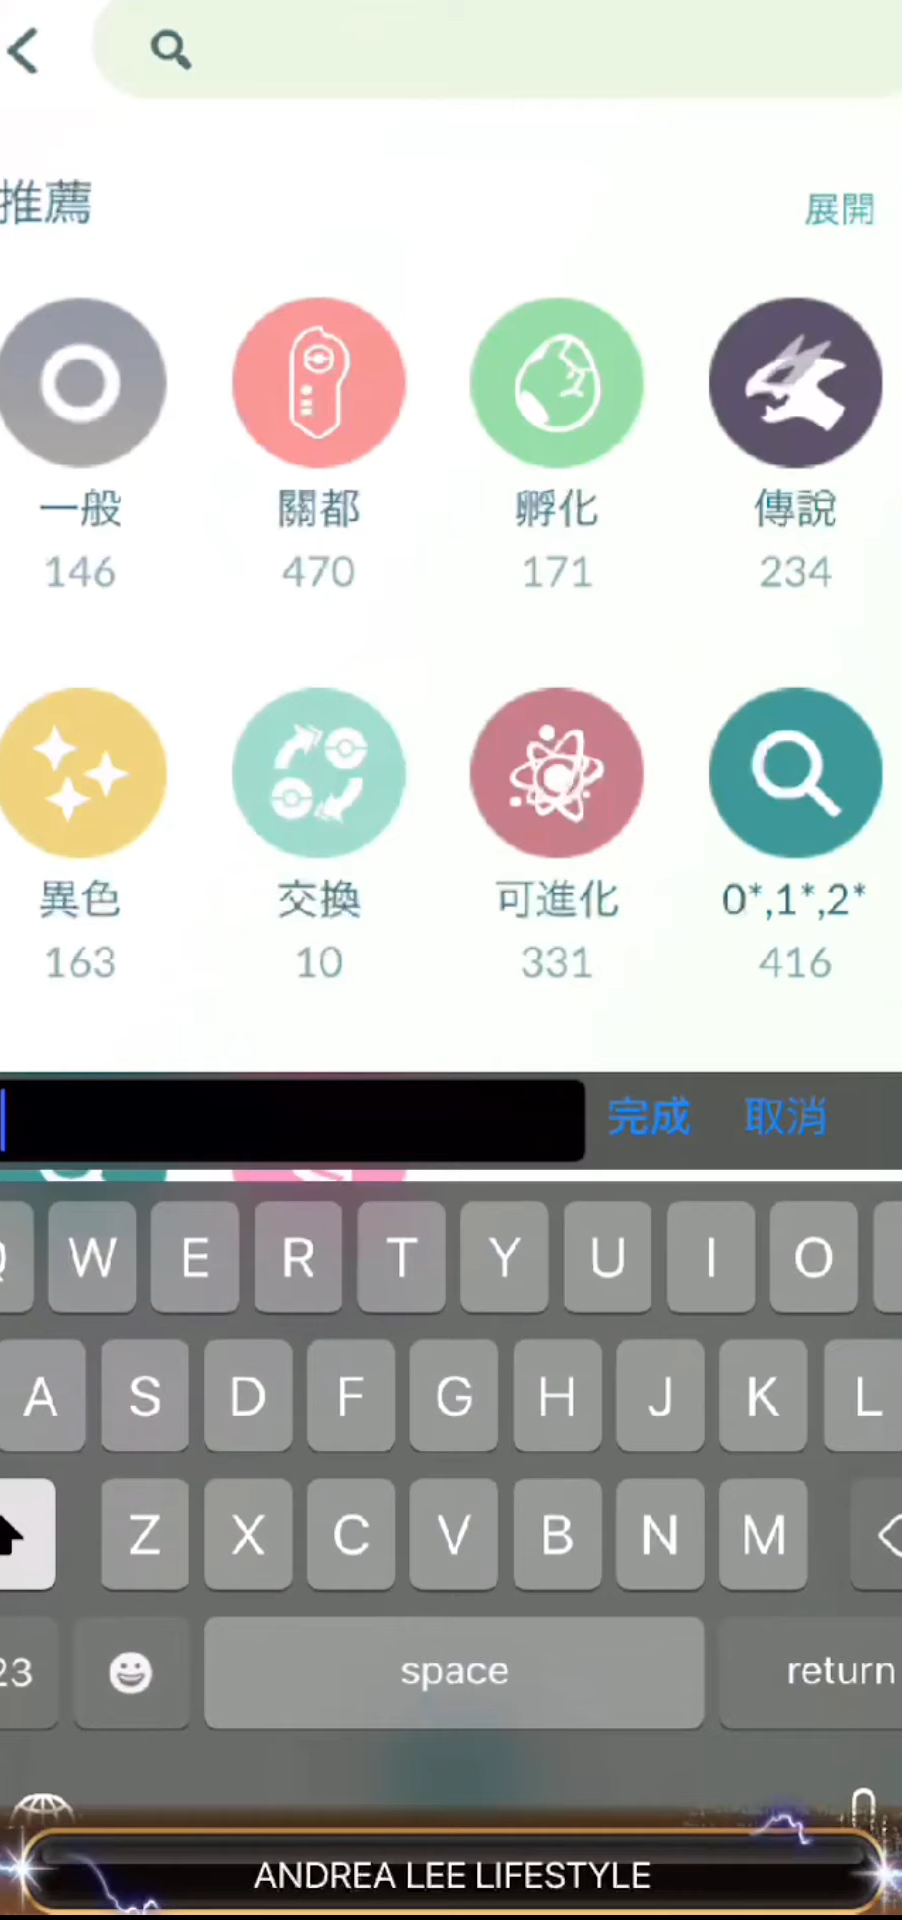 推薦 展開
一般 關都 孵化 傳說
146 470 171 234
異色 交換 可進化 0*,1*,2*
163 10 331 416
完成 取消
Q W E R T Y U I O
A S D F G H J K L
Z X C V B N M
23 space return
ANDREA LEE LIFESTYLE